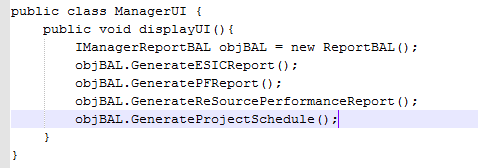 public class ManagerUI {
    public void displayUI(){
        IManagerReportBAL objBAL = new ReportBAL();
        objBAL.GenerateESICReport();
        objBAL.GeneratePFReport();
        objBAL.GenerateReSourcePerformanceReport();
        objBAL.GenerateProjectSchedule();
    }
}